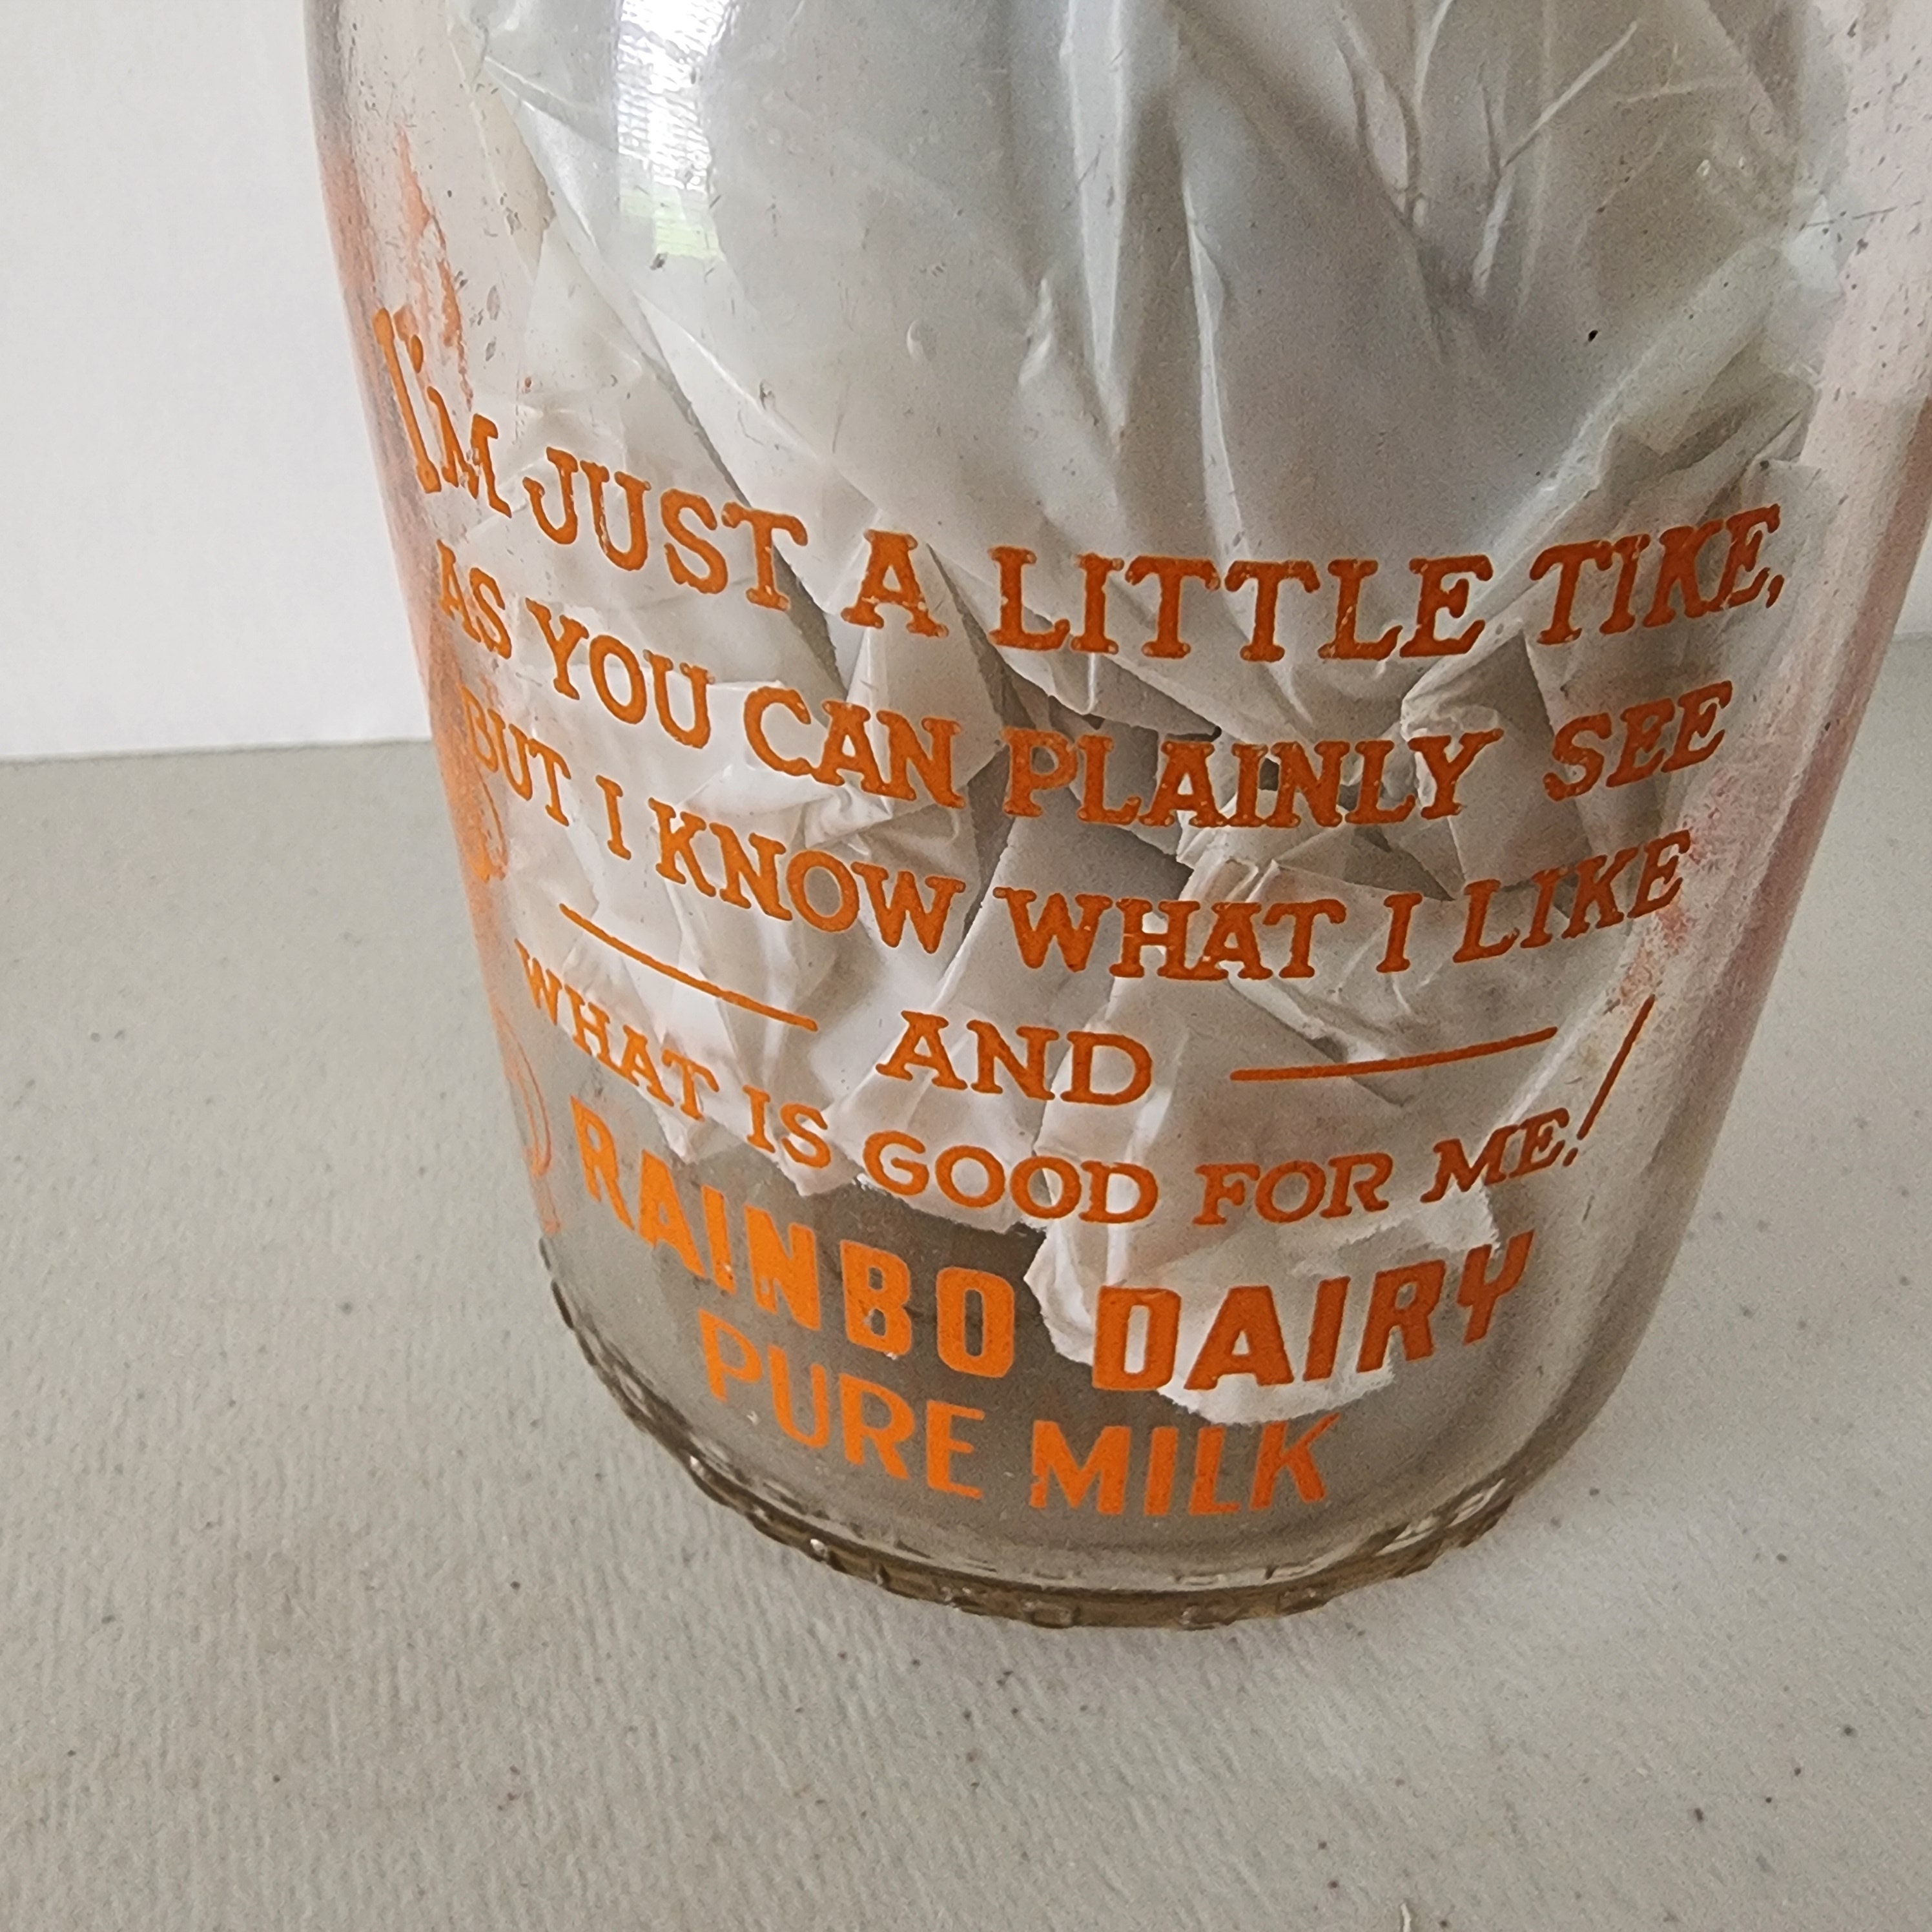 I'M JUST A LITTLE TIKE,
AS YOU CAN PLAINLY SEE
BUT I KNOW WHAT I LIKE
— AND —
WHAT IS GOOD FOR ME!
RAINBO DAIRY
PURE MILK